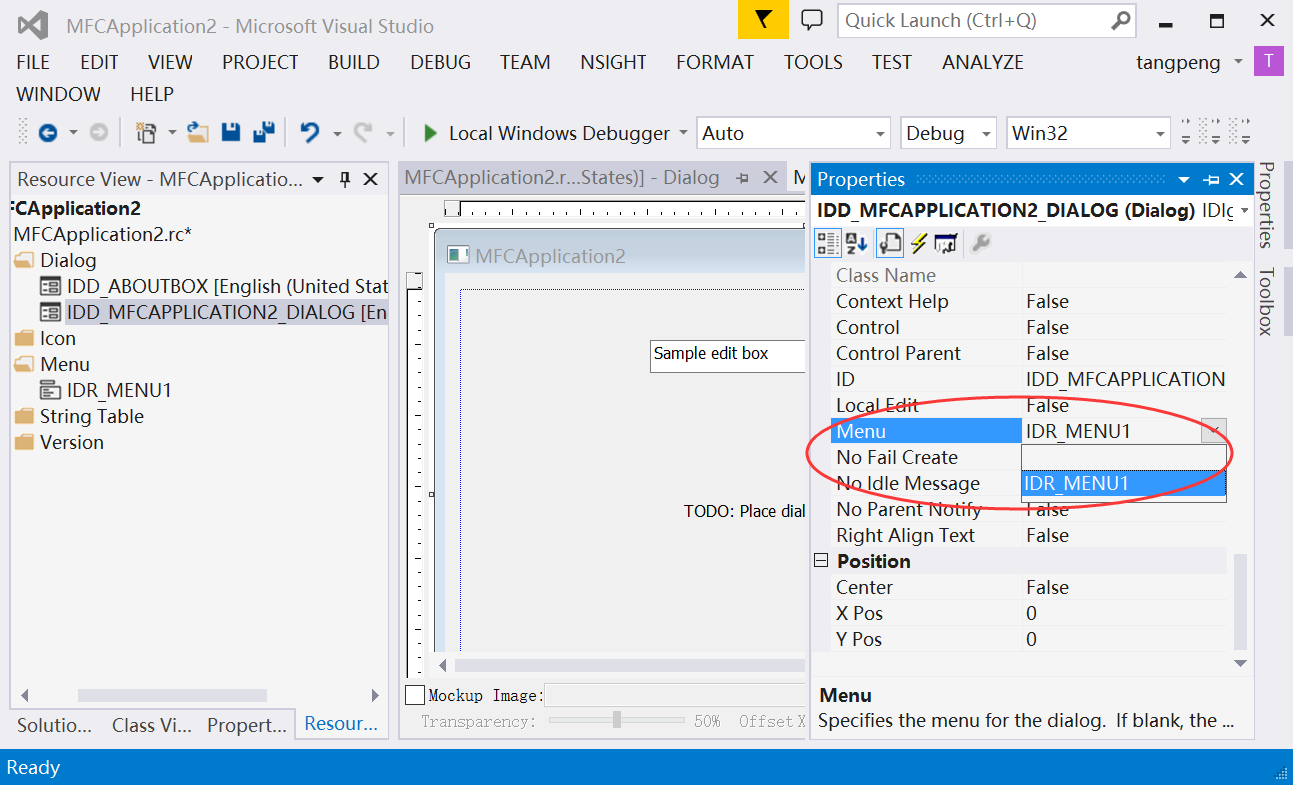 MFCApplication2 - Microsoft Visual Studio
Quick Launch (Ctrl+Q)
FILE EDIT VIEW PROJECT BUILD DEBUG TEAM NSIGHT FORMAT TOOLS TEST ANALYZE tangpeng T
WINDOW HELP
Local Windows Debugger Auto Debug Win32
Resource View - MFCApplicatio...
FCApplication2
MFCApplication2.rc*
Dialog
IDD_ABOUTBOX [English (United Stat
IDD_MFCAPPLICATION2_DIALOG [En
Icon
Menu
IDR_MENU1
String Table
Version
Solutio... Class Vi... Propert... Resour...
MFCApplication2.r...States)] - Dialog M
MFCApplication2
Sample edit box
TODO: Place dial
Mockup Image:
Transparency: 50% Offset X
Properties
IDD_MFCAPPLICATION2_DIALOG (Dialog) IDlg
Class Name
Context Help False
Control False
Control Parent False
ID IDD_MFCAPPLICATION
Local Edit False
Menu IDR_MENU1
No Fail Create
No Idle Message IDR_MENU1
No Parent Notify False
Right Align Text False
Position
Center False
X Pos 0
Y Pos 0
Menu
Specifies the menu for the dialog. If blank, the ...
Properties
Toolbox
Ready